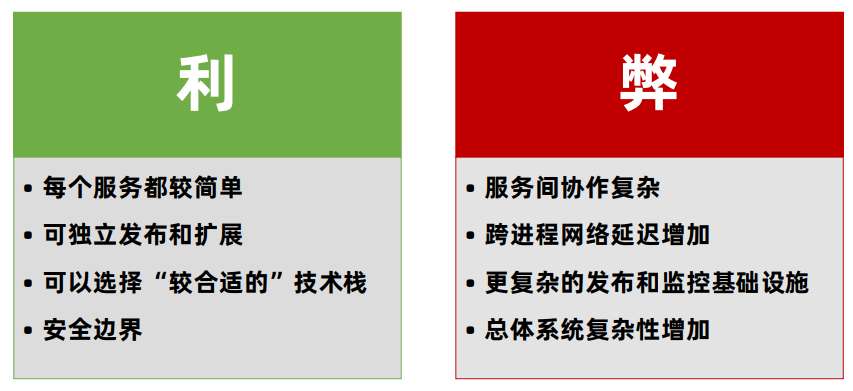 利
• 每个服务都较简单
• 可独立发布和扩展
• 可以选择“较合适的”技术栈
• 安全边界
弊
• 服务间协作复杂
• 跨进程网络延迟增加
• 更复杂的发布和监控基础设施
• 总体系统复杂性增加